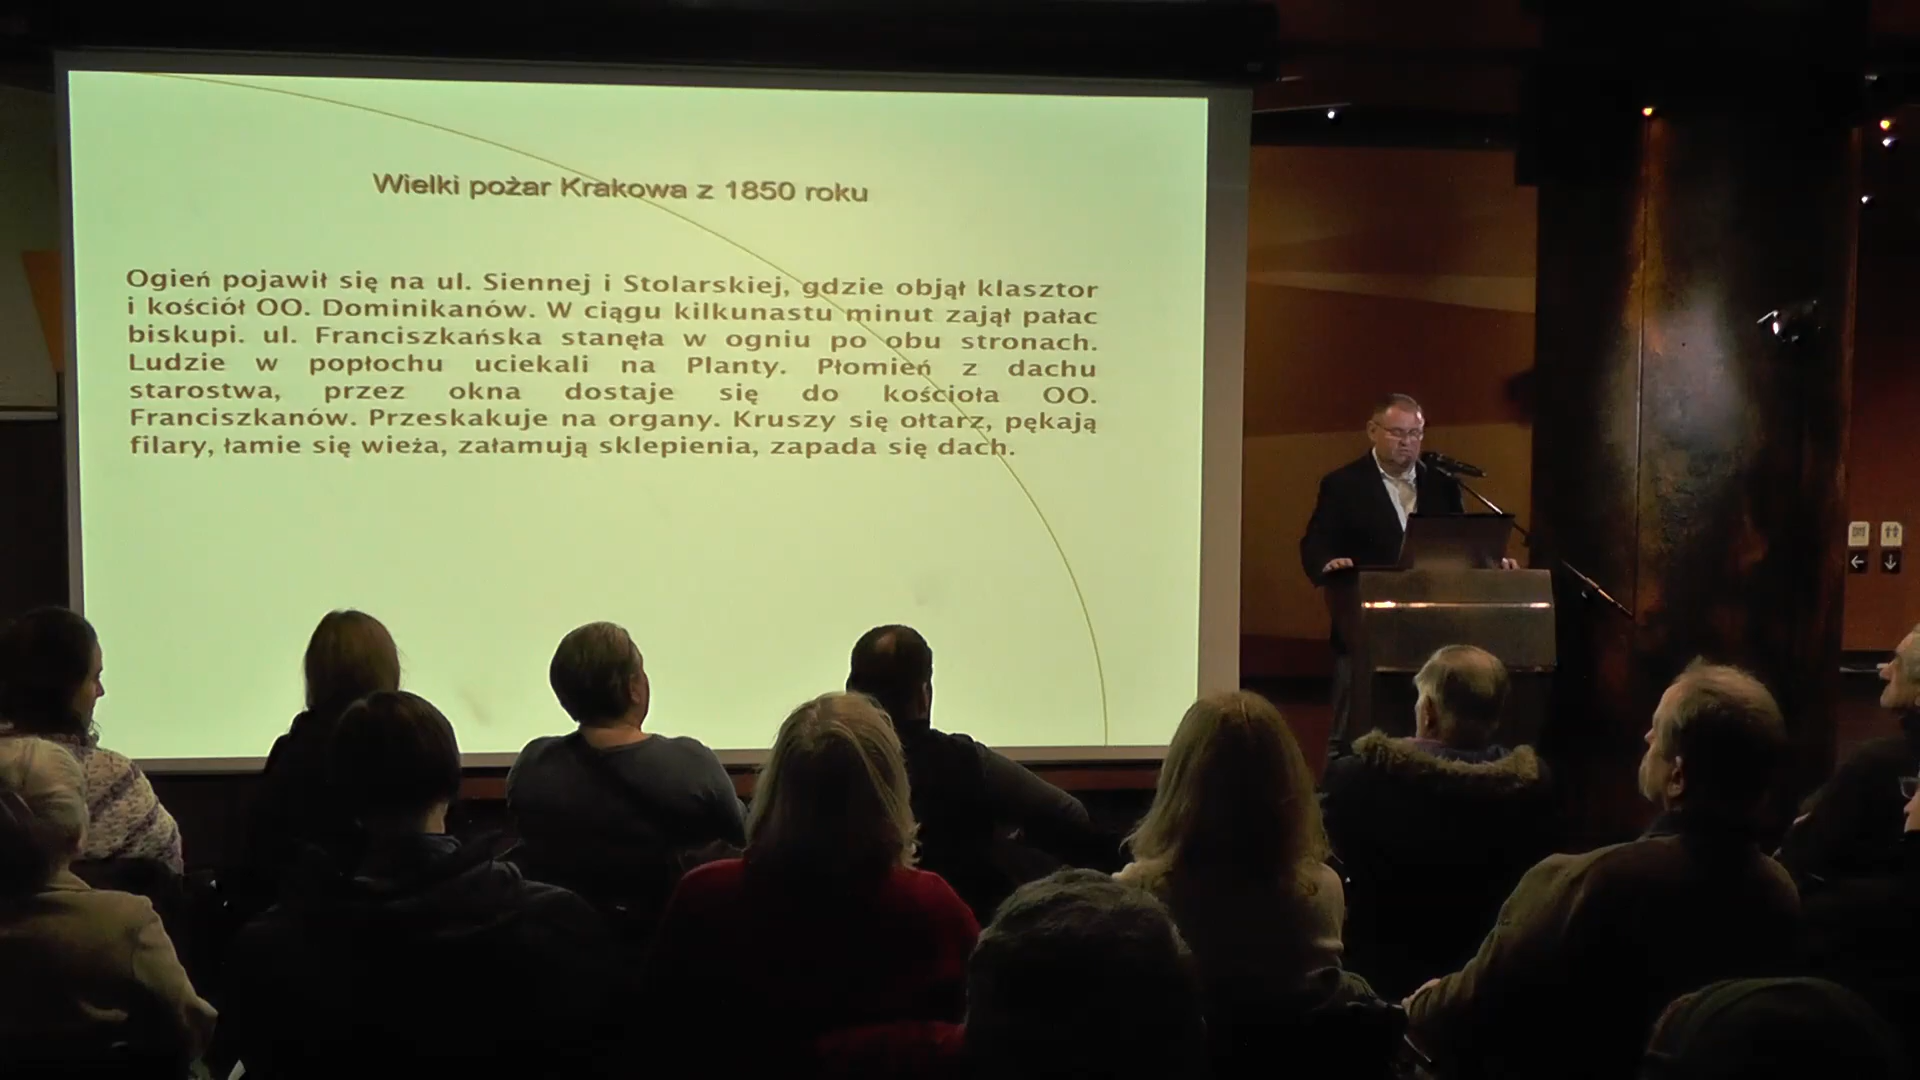 Wielki pożar Krakowa z 1850 roku
Ogień pojawił się na ul. Siennej i Stolarskiej, gdzie objął klasztor
i kościół OO. Dominikanów. W ciągu kilkunastu minut zajął pałac
biskupi. ul. Franciszkańska stanęła w ogniu po obu stronach.
Ludzie w popłochu uciekali na Planty. Płomień z dachu
starostwa, przez okna dostaje się do kościoła OO.
Franciszkanów. Przeskakuje na organy. Kruszy się ołtarz, pękają
filary, łamie się wieża, załamują sklepienia, zapada się dach.